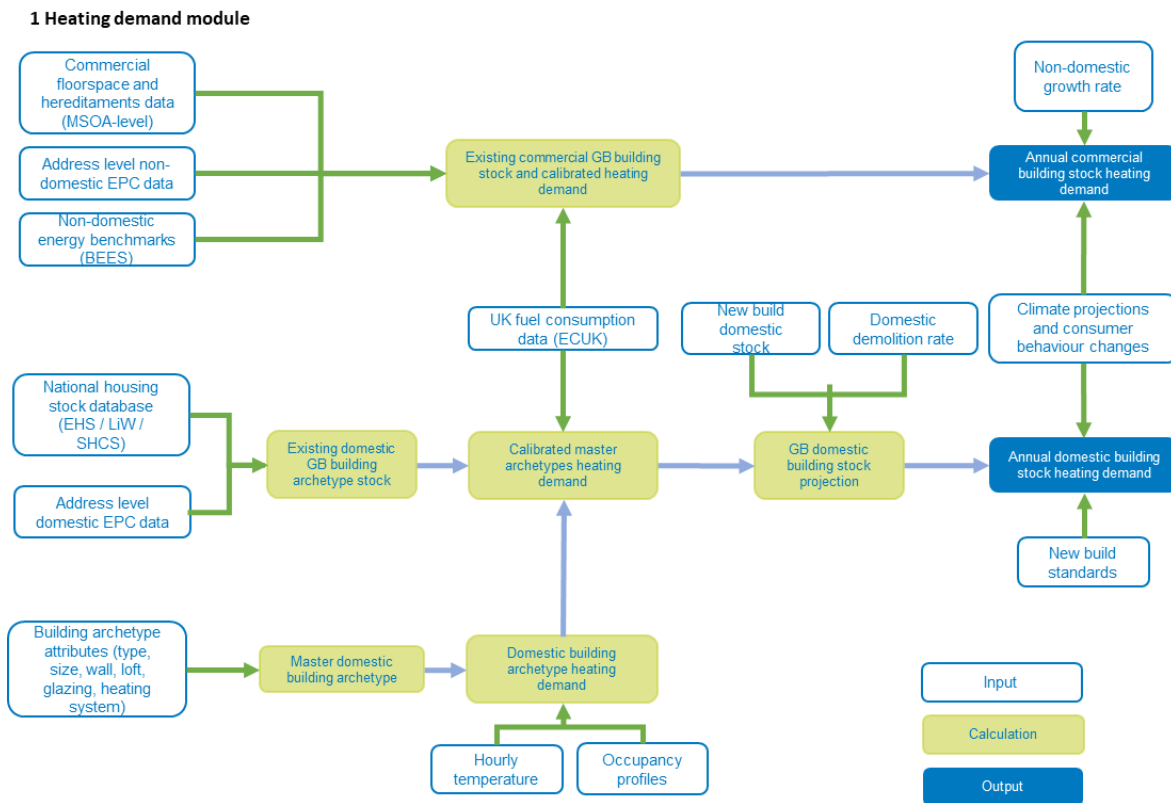 1 Heating demand module
Commercial
floorspace and
hereditaments data
(MSOA-level)
Address level non-
domestic EPC data
Non-domestic
energy benchmarks
(BEES)
Existing commercial GB building
stock and calibrated heating
demand
Non-domestic
growth rate
Annual commercial
building stock heating
demand
UK fuel consumption
data (ECUK)
New build
domestic
stock
Domestic
demolition rate
Climate projections
and consumer
behaviour changes
National housing
stock database
(EHS / LiW /
SHCS)
Address level
domestic EPC data
Existing domestic
GB building
archetype stock
Calibrated master
archetypes heating
demand
GB domestic
building stock
projection
Annual domestic building
stock heating demand
New build
standards
Building archetype
attributes (type,
size, wall, loft,
glazing, heating
system)
Master domestic
building archetype
Domestic building
archetype heating
demand
Hourly
temperature
Occupancy
profiles
Input
Calculation
Output